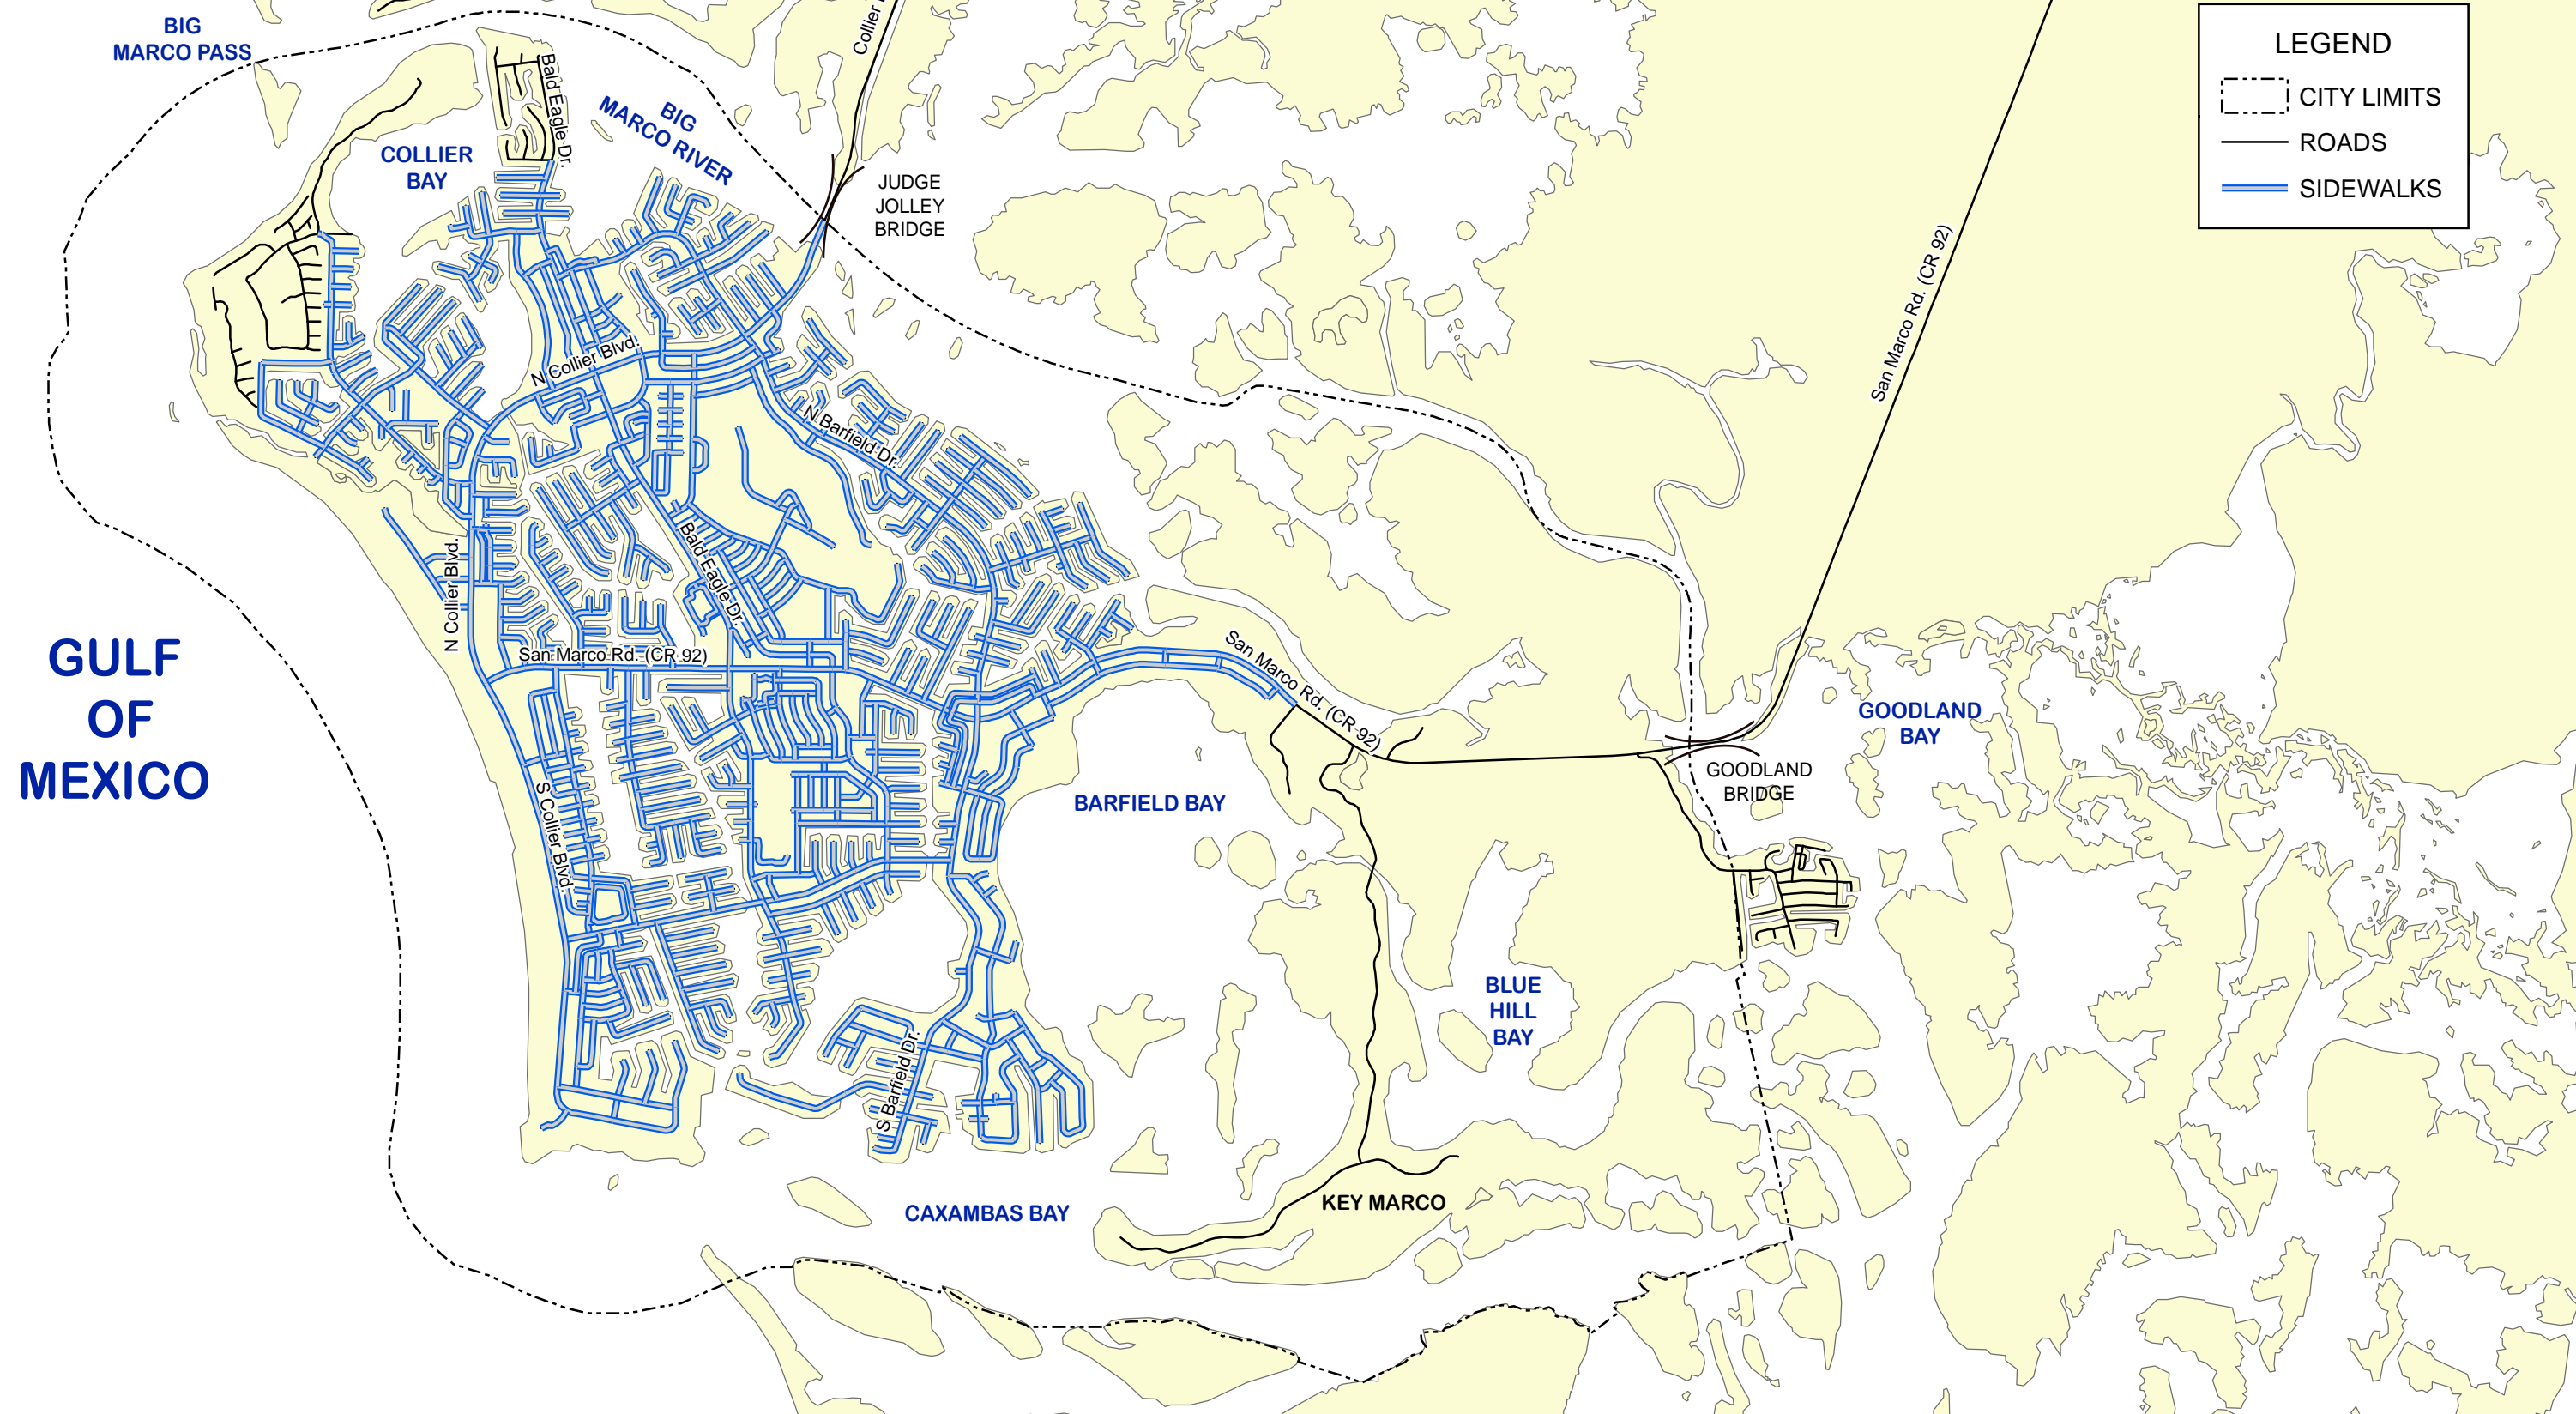 BIG
MARCO PASS
Collier
Bald Eagle Dr.
BIG
MARCO RIVER
COLLIER
BAY
JUDGE
JOLLEY
BRIDGE
LEGEND
CITY LIMITS
ROADS
SIDEWALKS
San Marco Rd. (CR 92)
N Collier Blvd.
N Barfield Dr.
N Collier Blvd.
Bald Eagle Dr.
GULF
OF
MEXICO
San Marco Rd. (CR 92)
San Marco Rd. (CR 92)
GOODLAND
BAY
GOODLAND
BRIDGE
BARFIELD BAY
S Collier Blvd.
BLUE
HILL
BAY
S Barfield Dr.
KEY MARCO
CAXAMBAS BAY